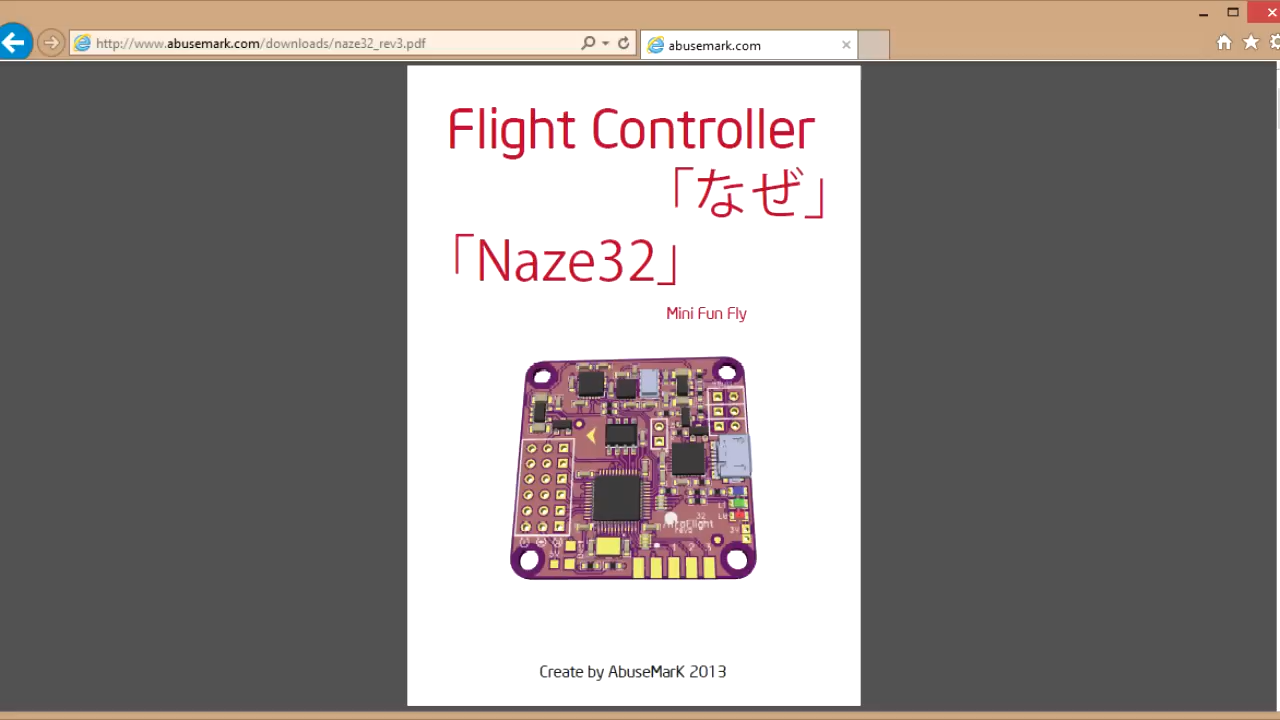 http://www.abusemark.com/downloads/naze32_rev3.pdf
abusemark.com
Flight Controller
「なぜ」
「Naze32」
Mini Fun Fly
Create by AbuseMarK 2013